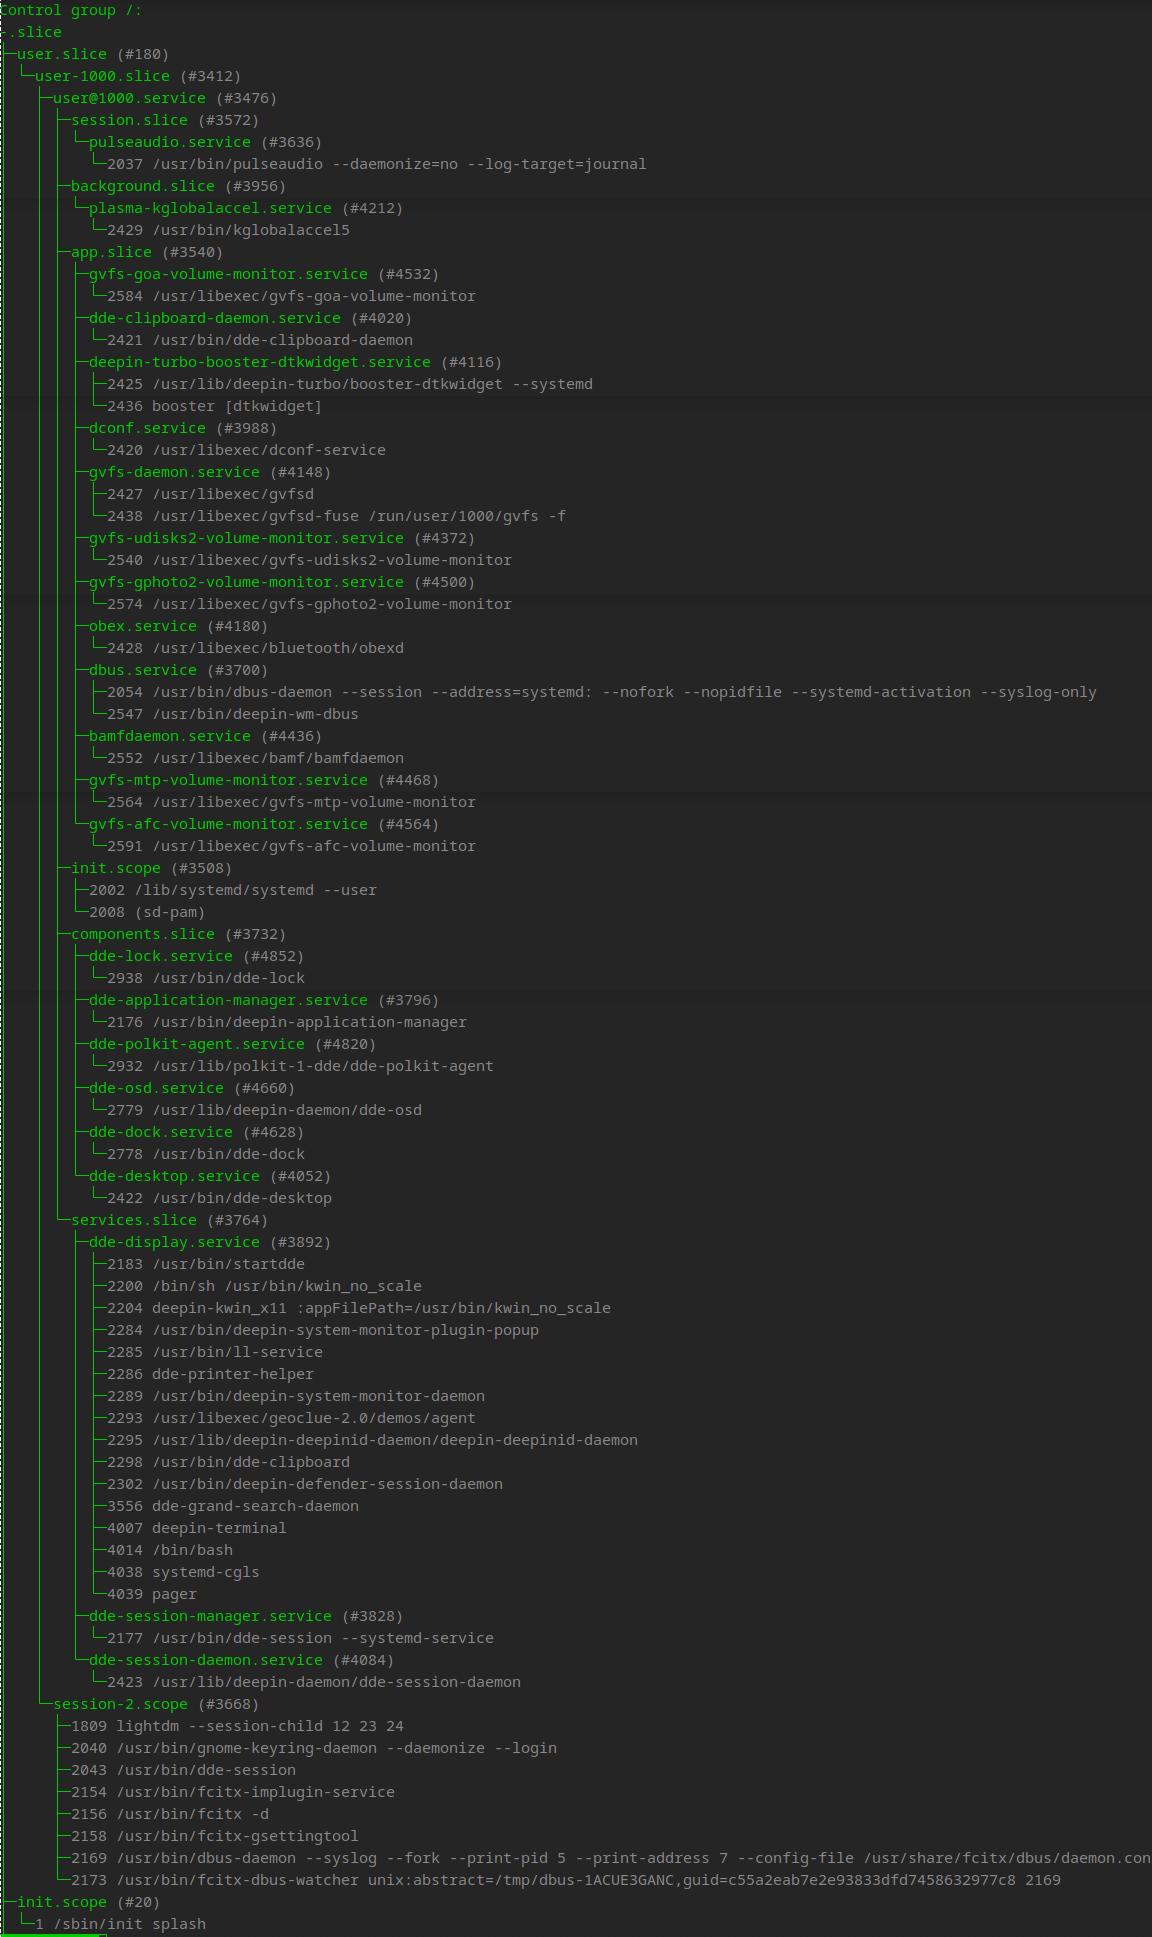 Control group /:
-.slice
├─user.slice (#180)
│ └─user-1000.slice (#3412)
│   ├─user@1000.service (#3476)
│   │ ├─session.slice (#3572)
│   │ │ └─pulseaudio.service (#3636)
│   │ │   └─2037 /usr/bin/pulseaudio --daemonize=no --log-target=journal
│   │ ├─background.slice (#3956)
│   │ │ └─plasma-kglobalaccel.service (#4212)
│   │ │   └─2429 /usr/bin/kglobalaccel5
│   │ ├─app.slice (#3540)
│   │ │ ├─gvfs-goa-volume-monitor.service (#4532)
│   │ │ │ └─2584 /usr/libexec/gvfs-goa-volume-monitor
│   │ │ ├─dde-clipboard-daemon.service (#4020)
│   │ │ │ └─2421 /usr/bin/dde-clipboard-daemon
│   │ │ ├─deepin-turbo-booster-dtkwidget.service (#4116)
│   │ │ │ ├─2425 /usr/lib/deepin-turbo/booster-dtkwidget --systemd
│   │ │ │ └─2436 booster [dtkwidget]
│   │ │ ├─dconf.service (#3988)
│   │ │ │ └─2420 /usr/libexec/dconf-service
│   │ │ ├─gvfs-daemon.service (#4148)
│   │ │ │ ├─2427 /usr/libexec/gvfsd
│   │ │ │ └─2438 /usr/libexec/gvfsd-fuse /run/user/1000/gvfs -f
│   │ │ ├─gvfs-udisks2-volume-monitor.service (#4372)
│   │ │ │ └─2540 /usr/libexec/gvfs-udisks2-volume-monitor
│   │ │ ├─gvfs-gphoto2-volume-monitor.service (#4500)
│   │ │ │ └─2574 /usr/libexec/gvfs-gphoto2-volume-monitor
│   │ │ ├─obex.service (#4180)
│   │ │ │ └─2428 /usr/libexec/bluetooth/obexd
│   │ │ ├─dbus.service (#3700)
│   │ │ │ ├─2054 /usr/bin/dbus-daemon --session --address=systemd: --nofork --nopidfile --systemd-activation --syslog-only
│   │ │ │ └─2547 /usr/bin/deepin-wm-dbus
│   │ │ ├─bamfdaemon.service (#4436)
│   │ │ │ └─2552 /usr/libexec/bamf/bamfdaemon
│   │ │ ├─gvfs-mtp-volume-monitor.service (#4468)
│   │ │ │ └─2564 /usr/libexec/gvfs-mtp-volume-monitor
│   │ │ └─gvfs-afc-volume-monitor.service (#4564)
│   │ │   └─2591 /usr/libexec/gvfs-afc-volume-monitor
│   │ ├─init.scope (#3508)
│   │ │ ├─2002 /lib/systemd/systemd --user
│   │ │ └─2008 (sd-pam)
│   │ ├─components.slice (#3732)
│   │ │ ├─dde-lock.service (#4852)
│   │ │ │ └─2938 /usr/bin/dde-lock
│   │ │ ├─dde-application-manager.service (#3796)
│   │ │ │ └─2176 /usr/bin/deepin-application-manager
│   │ │ ├─dde-polkit-agent.service (#4820)
│   │ │ │ └─2932 /usr/lib/polkit-1-dde/dde-polkit-agent
│   │ │ ├─dde-osd.service (#4660)
│   │ │ │ └─2779 /usr/lib/deepin-daemon/dde-osd
│   │ │ ├─dde-dock.service (#4628)
│   │ │ │ └─2778 /usr/bin/dde-dock
│   │ │ └─dde-desktop.service (#4052)
│   │ │   └─2422 /usr/bin/dde-desktop
│   │ └─services.slice (#3764)
│   │   ├─dde-display.service (#3892)
│   │   │ ├─2183 /usr/bin/startdde
│   │   │ ├─2200 /bin/sh /usr/bin/kwin_no_scale
│   │   │ ├─2204 deepin-kwin_x11 :appFilePath=/usr/bin/kwin_no_scale
│   │   │ ├─2284 /usr/bin/deepin-system-monitor-plugin-popup
│   │   │ ├─2285 /usr/bin/ll-service
│   │   │ ├─2286 dde-printer-helper
│   │   │ ├─2289 /usr/bin/deepin-system-monitor-daemon
│   │   │ ├─2293 /usr/libexec/geoclue-2.0/demos/agent
│   │   │ ├─2295 /usr/lib/deepin-deepinid-daemon/deepin-deepinid-daemon
│   │   │ ├─2298 /usr/bin/dde-clipboard
│   │   │ ├─2302 /usr/bin/deepin-defender-session-daemon
│   │   │ ├─3556 dde-grand-search-daemon
│   │   │ ├─4007 deepin-terminal
│   │   │ ├─4014 /bin/bash
│   │   │ ├─4038 systemd-cgls
│   │   │ └─4039 pager
│   │   ├─dde-session-manager.service (#3828)
│   │   │ └─2177 /usr/bin/dde-session --systemd-service
│   │   └─dde-session-daemon.service (#4084)
│   │     └─2423 /usr/lib/deepin-daemon/dde-session-daemon
│   └─session-2.scope (#3668)
│     ├─1809 lightdm --session-child 12 23 24
│     ├─2040 /usr/bin/gnome-keyring-daemon --daemonize --login
│     ├─2043 /usr/bin/dde-session
│     ├─2154 /usr/bin/fcitx-implugin-service
│     ├─2156 /usr/bin/fcitx -d
│     ├─2158 /usr/bin/fcitx-gsettingtool
│     ├─2169 /usr/bin/dbus-daemon --syslog --fork --print-pid 5 --print-address 7 --config-file /usr/share/fcitx/dbus/daemon.con
│     └─2173 /usr/bin/fcitx-dbus-watcher unix:abstract=/tmp/dbus-1ACUE3GANC,guid=c55a2eab7e2e93833dfd7458632977c8 2169
├─init.scope (#20)
│ └─1 /sbin/init splash